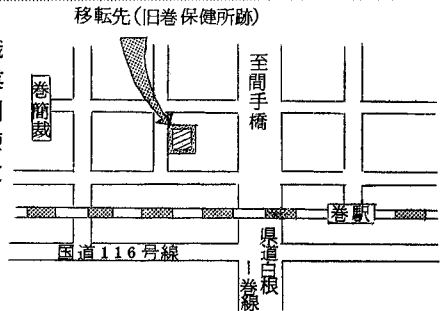 移転先(旧巻保健所跡)
至間手橋
巻簡裁
巻駅
国道116号線
県道白根
ー巻線